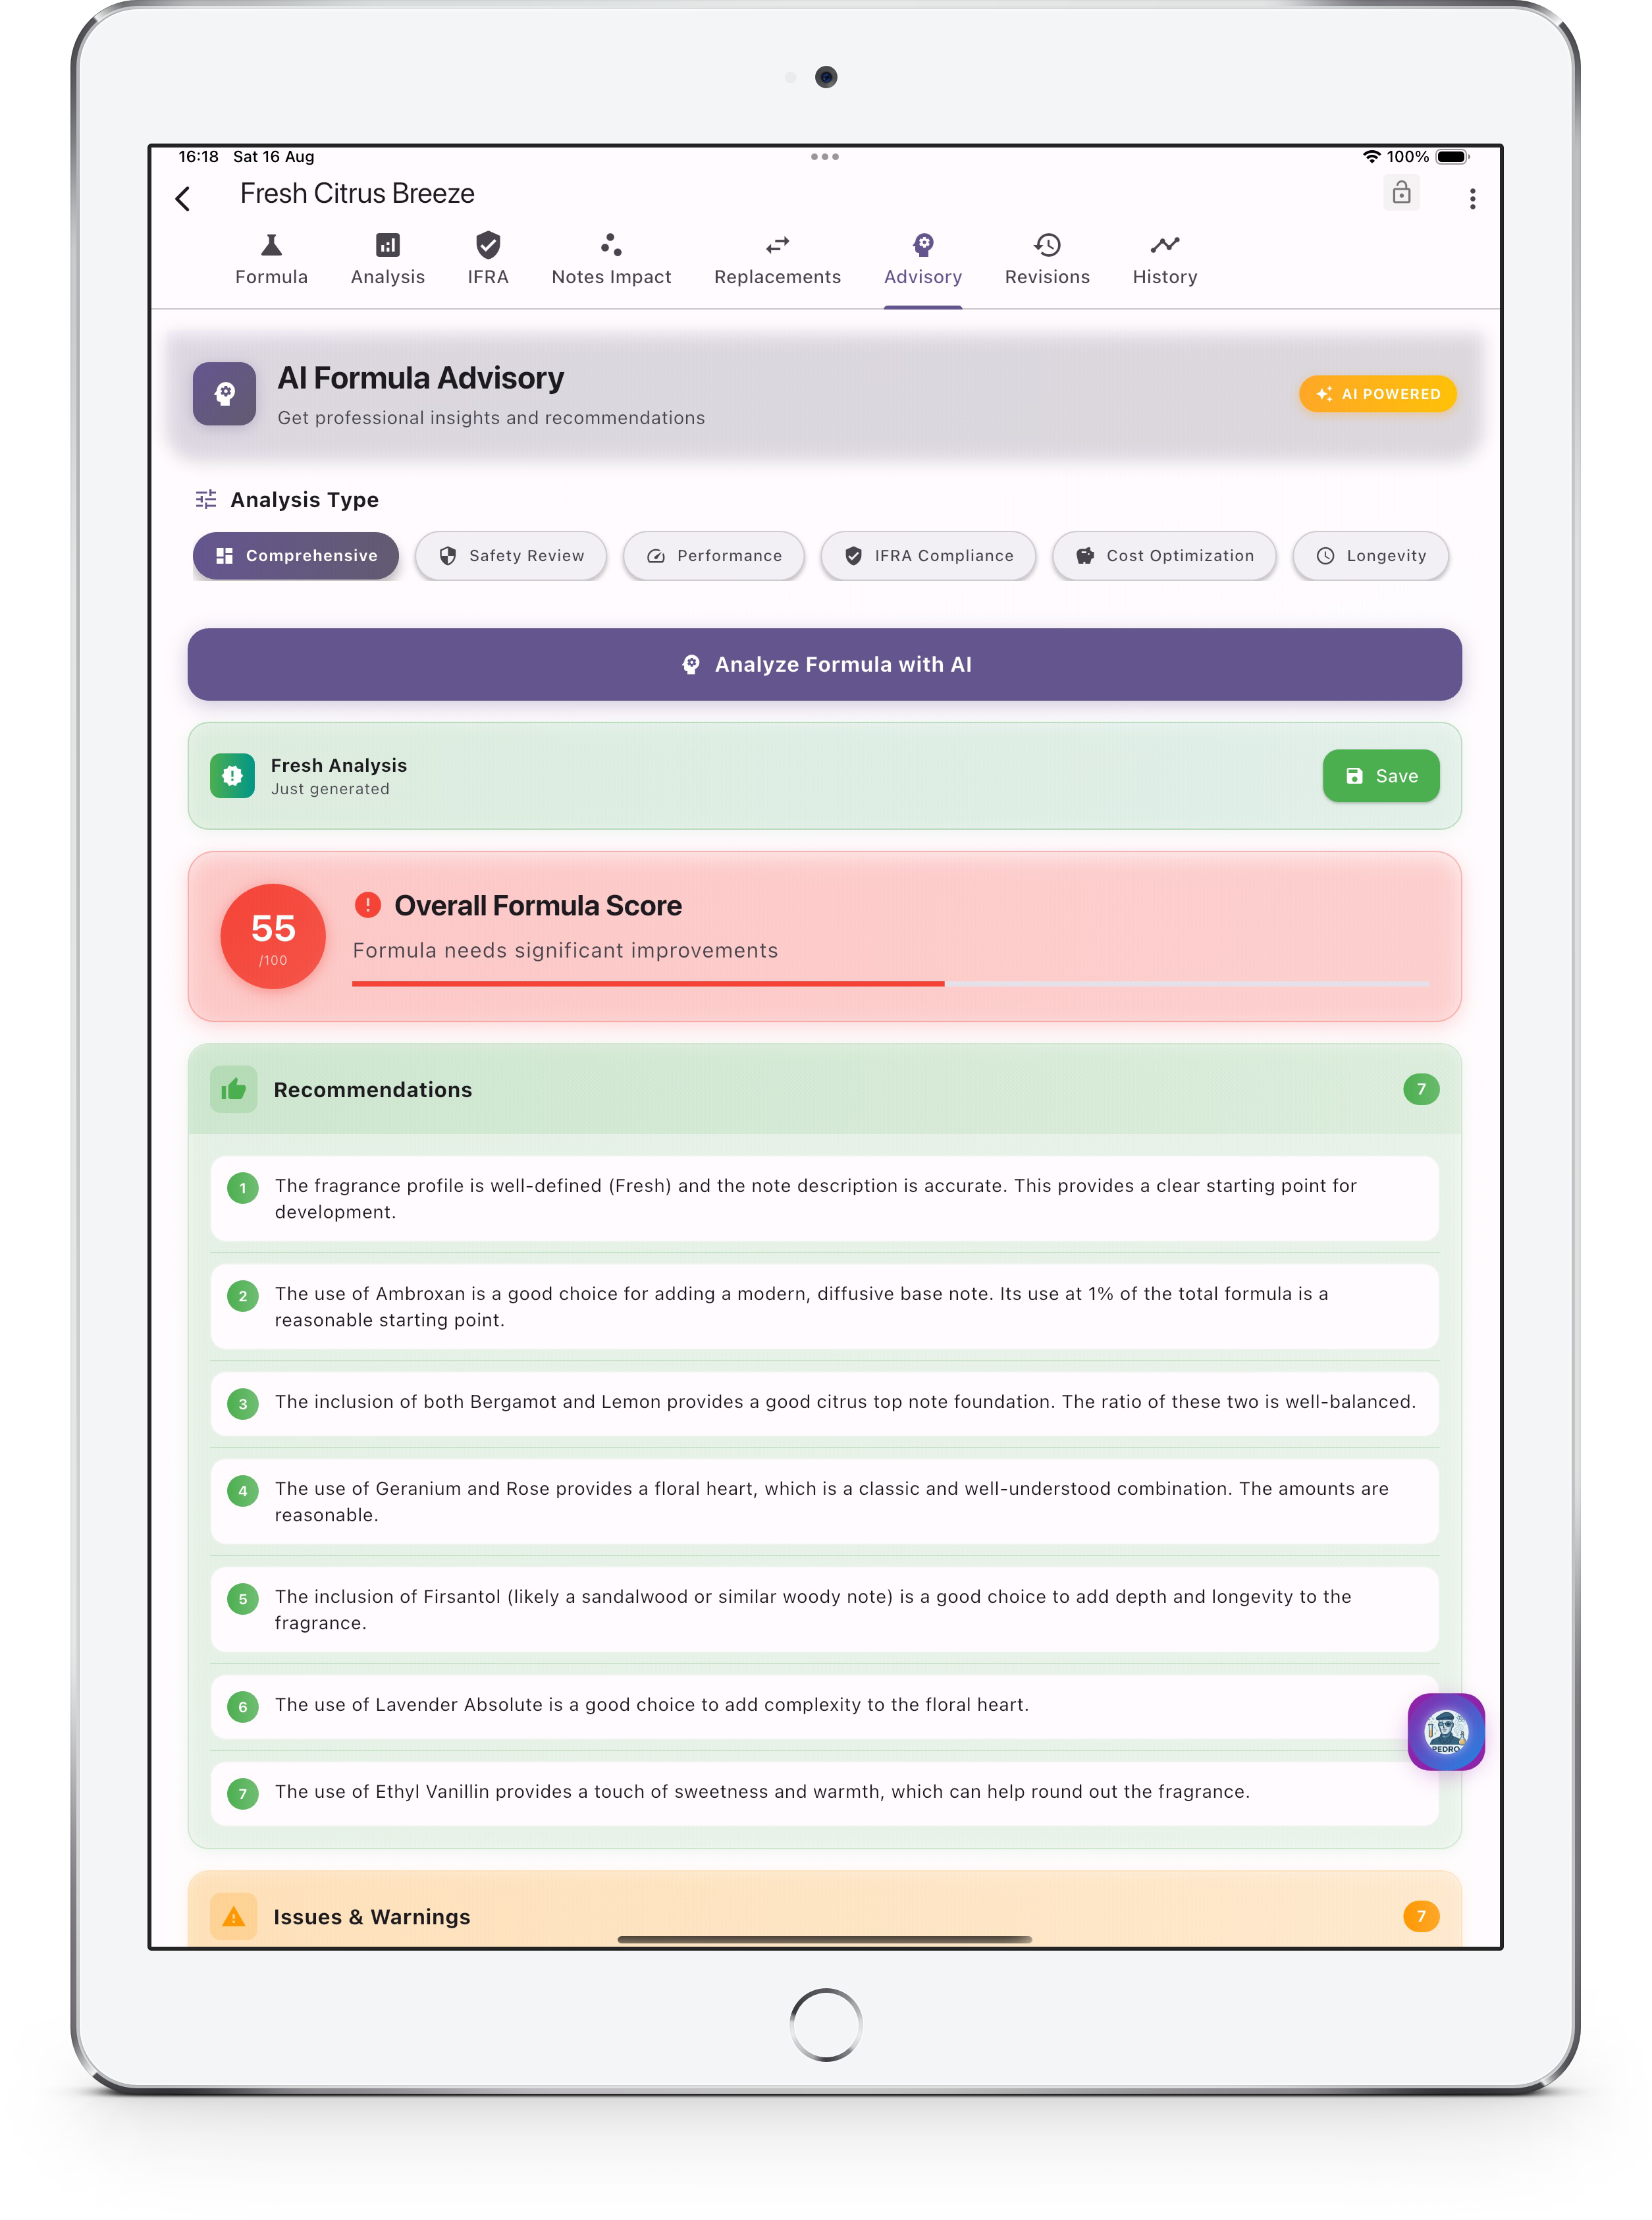 16:18 Sat 16 Aug
100%
Fresh Citrus Breeze
Formula
Analysis
IFRA
Notes Impact
Replacements
Advisory
Revisions
History
AI Formula Advisory
Get professional insights and recommendations
AI POWERED
Analysis Type
Comprehensive
Safety Review
Performance
IFRA Compliance
Cost Optimization
Longevity
Analyze Formula with AI
Fresh Analysis
Just generated
Save
55
/100
Overall Formula Score
Formula needs significant improvements
Recommendations
7
1
The fragrance profile is well-defined (Fresh) and the note description is accurate. This provides a clear starting point for
development.
2
The use of Ambroxan is a good choice for adding a modern, diffusive base note. Its use at 1% of the total formula is a
reasonable starting point.
3
The inclusion of both Bergamot and Lemon provides a good citrus top note foundation. The ratio of these two is well-balanced.
4
The use of Geranium and Rose provides a floral heart, which is a classic and well-understood combination. The amounts are
reasonable.
5
The inclusion of Firsantol (likely a sandalwood or similar woody note) is a good choice to add depth and longevity to the
fragrance.
6
The use of Lavender Absolute is a good choice to add complexity to the floral heart.
PEDRO
7
The use of Ethyl Vanillin provides a touch of sweetness and warmth, which can help round out the fragrance.
Issues & Warnings
7